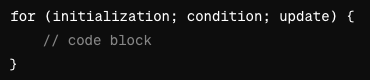 for (initialization; condition; update) {
    // code block
}